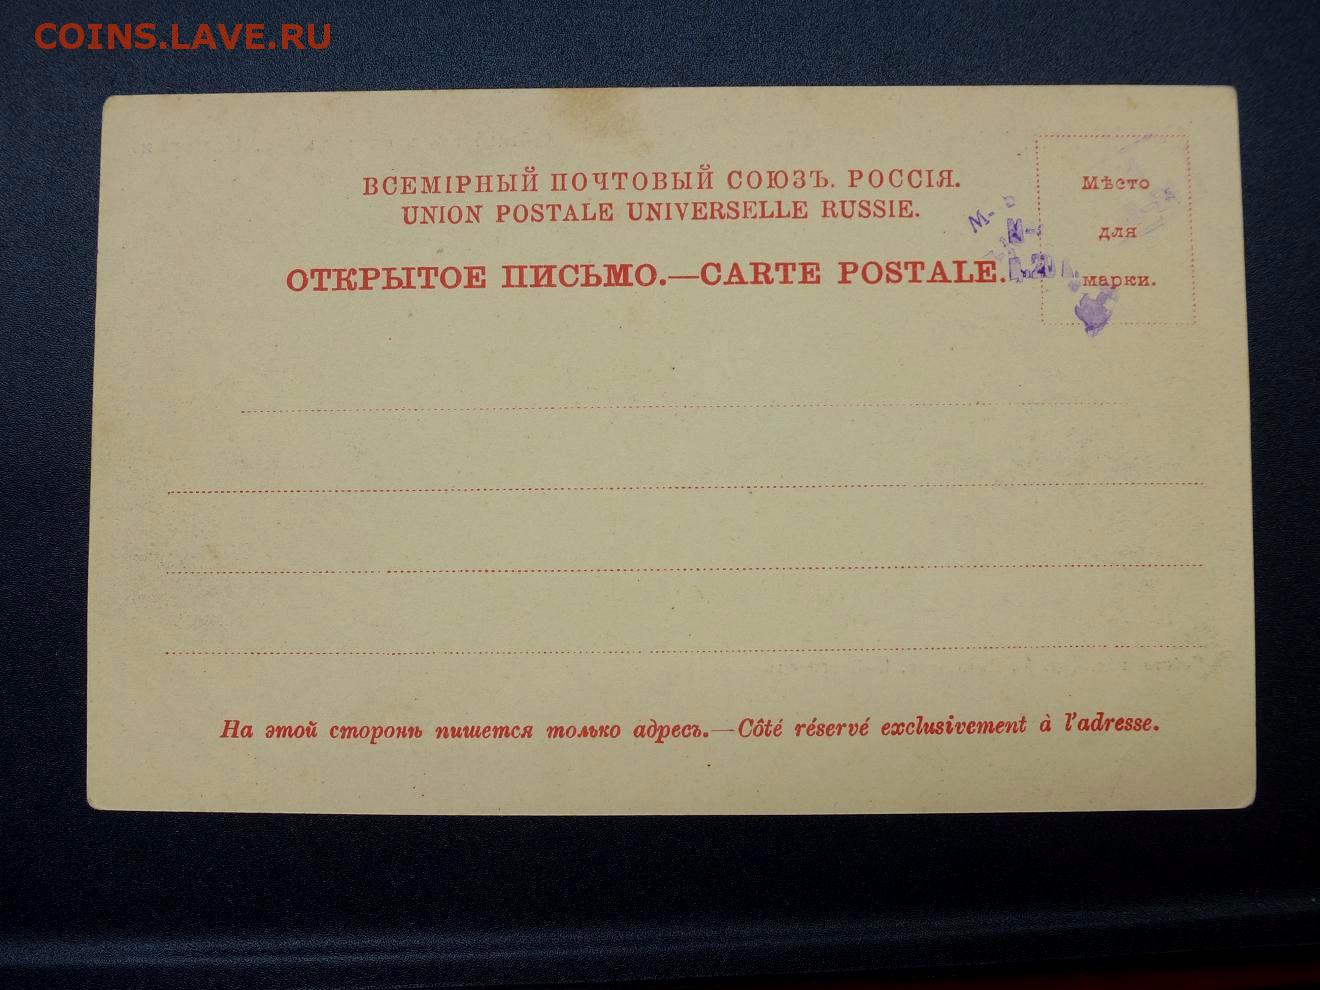 COINS.LAVE.RU
ВСЕМІРНЫЙ ПОЧТОВЫЙ СОЮЗЪ. РОССІЯ.
UNION POSTALE UNIVERSELLE RUSSIE.
ОТКРЫТОЕ ПИСЬМО.—CARTE POSTALE.
Мѣсто
для
марки.
На этой сторонѣ пишется только адресъ.—Côté réservé exclusivement à l'adresse.